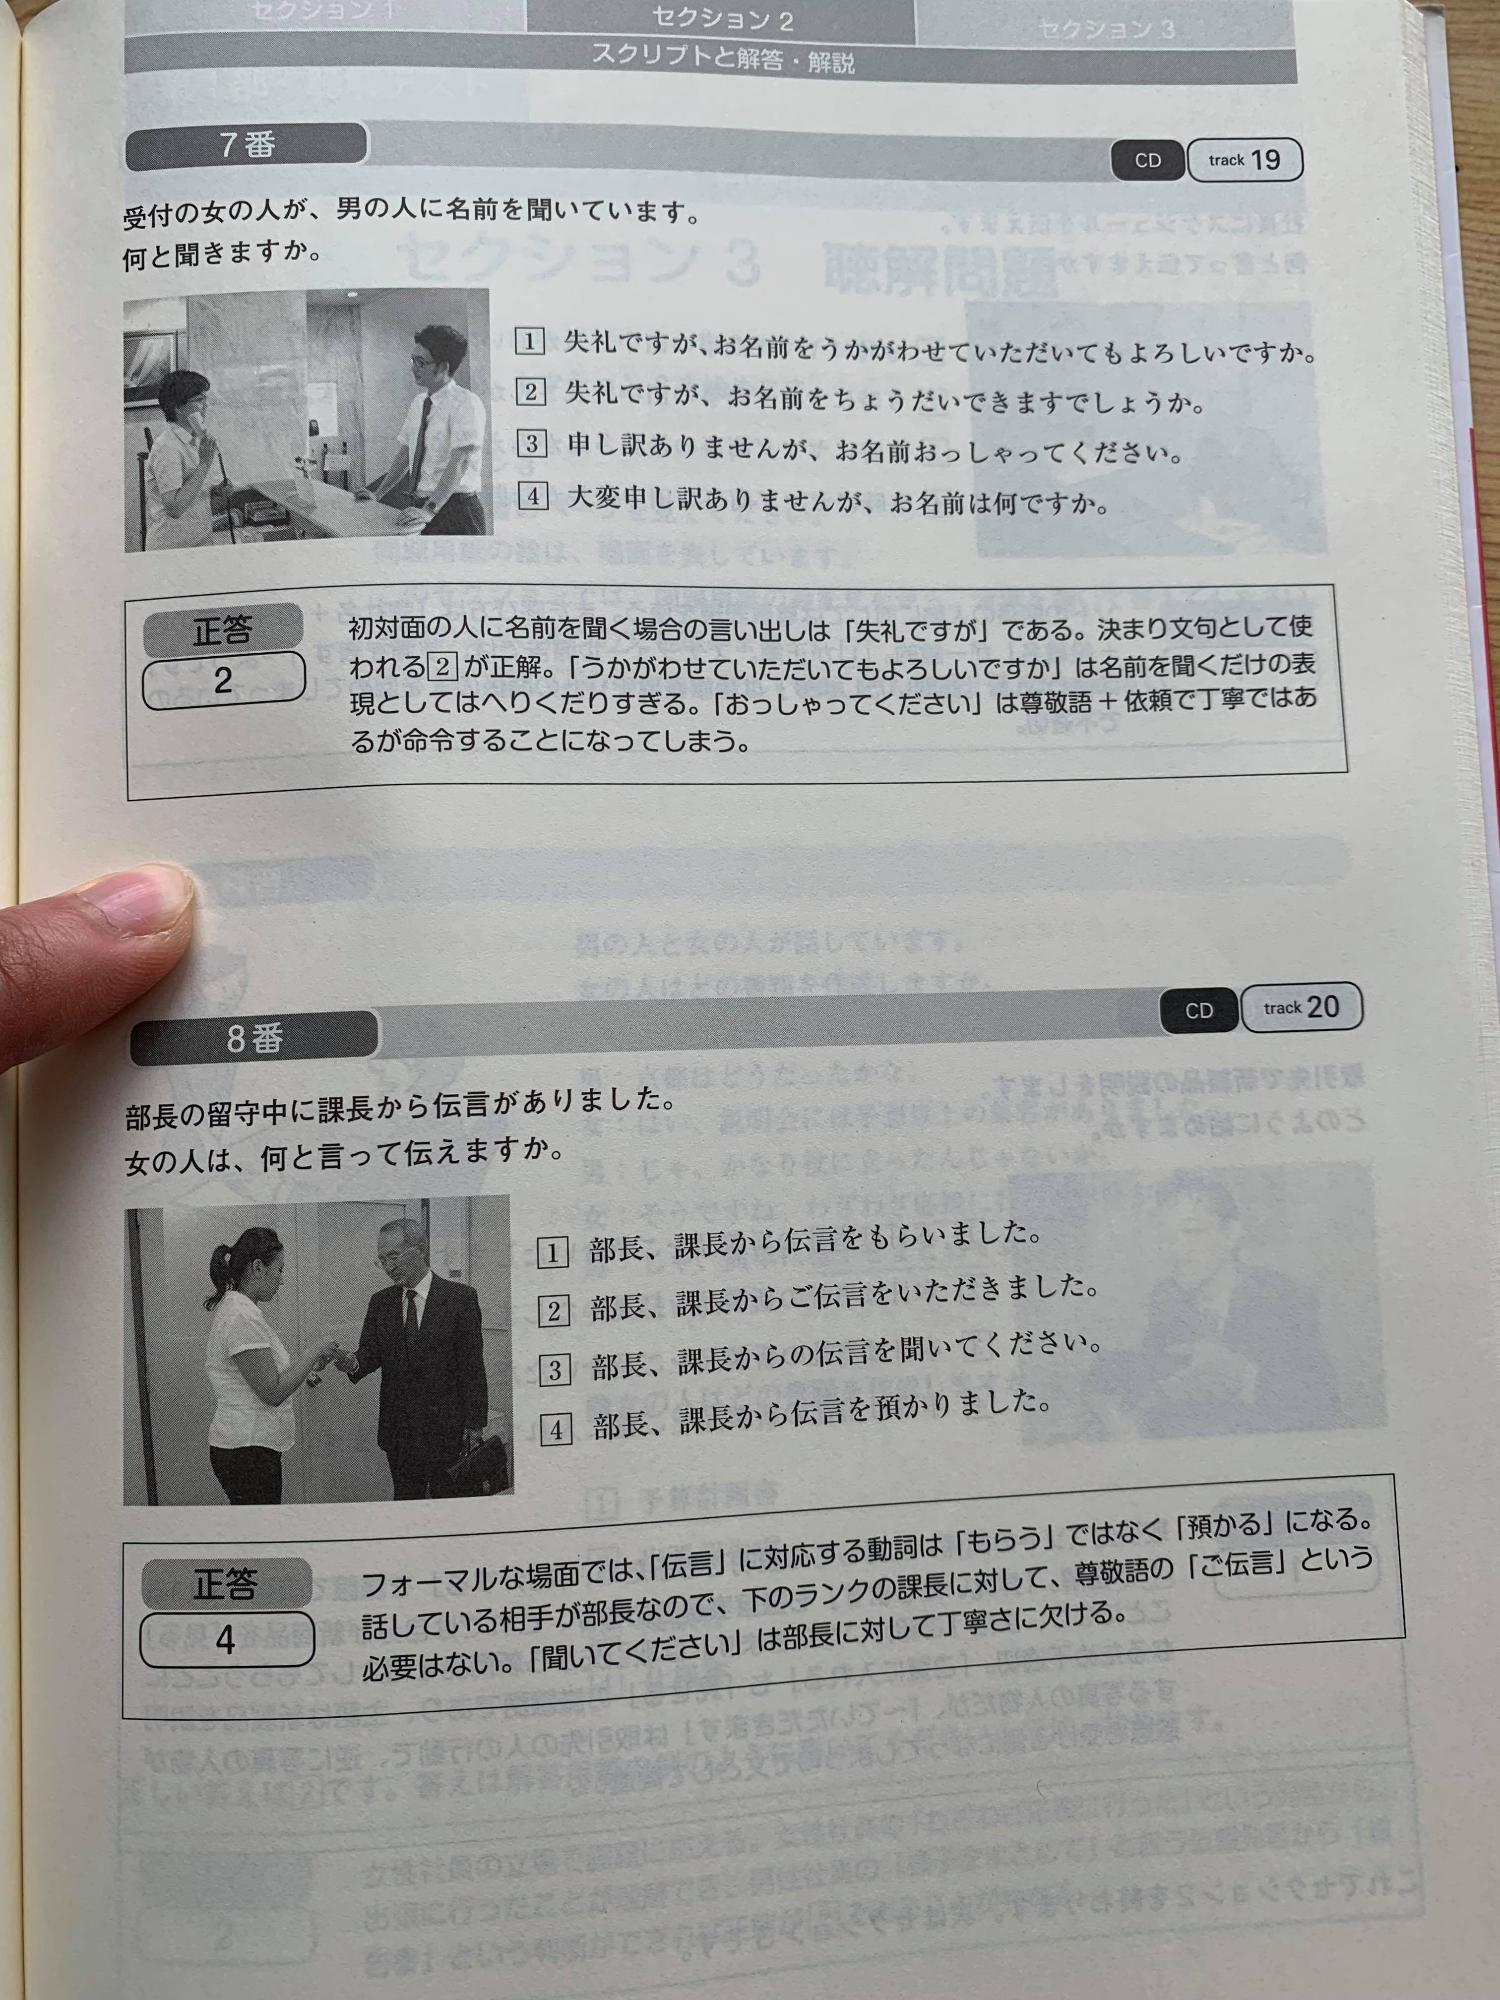 セクション 1
セクション 2
セクション 3
スクリプトと解答・解説
7番
CD
track 19
受付の女の人が、男の人に名前を聞いています。
何と聞きますか。
1 失礼ですが、お名前をうかがわせていただいてもよろしいですか。
2 失礼ですが、お名前をちょうだいできますでしょうか。
3 申し訳ありませんが、お名前おっしゃってください。
4 大変申し訳ありませんが、お名前は何ですか。
正答
2
初対面の人に名前を聞く場合の言い出しは「失礼ですが」である。決まり文句として使
われる2が正解。「うかがわせていただいてもよろしいですか」は名前を聞くだけの表
現としてはへりくだりすぎる。「おっしゃってください」は尊敬語＋依頼で丁寧ではあ
るが命令することになってしまう。
8番
CD
track 20
部長の留守中に課長から伝言がありました。
女の人は、何と言って伝えますか。
1 部長、課長から伝言をもらいました。
2 部長、課長からご伝言をいただきました。
3 部長、課長からの伝言を聞いてください。
4 部長、課長から伝言を預かりました。
正答
4
フォーマルな場面では、「伝言」に対応する動詞は「もらう」ではなく「預かる」になる。
話している相手が部長なので、下のランクの課長に対して、尊敬語の「ご伝言」という
必要はない。「聞いてください」は部長に対して丁寧さに欠ける。